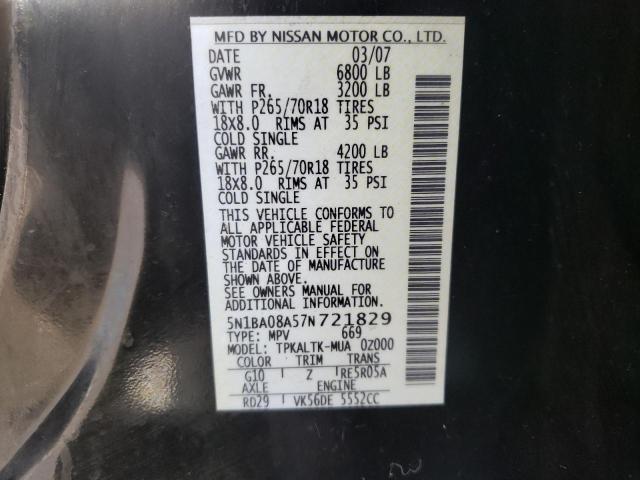 MFD BY NISSAN MOTOR CO., LTD.
DATE 03/07
GVWR 6800 LB
GAWR FR. 3200 LB
WITH P265/70R18 TIRES
18X8.0 RIMS AT 35 PSI
COLD SINGLE
GAWR RR. 4200 LB
WITH P265/70R18 TIRES
18X8.0 RIMS AT 35 PSI
COLD SINGLE
THIS VEHICLE CONFORMS TO
ALL APPLICABLE FEDERAL
MOTOR VEHICLE SAFETY
STANDARDS IN EFFECT ON
THE DATE OF MANUFACTURE
SHOWN ABOVE.
SEE OWNERS MANUAL FOR
ADDITIONAL INFORMATION.
5N1BA08A57N721829
TYPE: MPV 669
MODEL: TPKALTK-MUA 0Z000
COLOR TRIM TRANS
G10 Z RE5R05A
AXLE ENGINE
RD29 VK56DE 5552CC